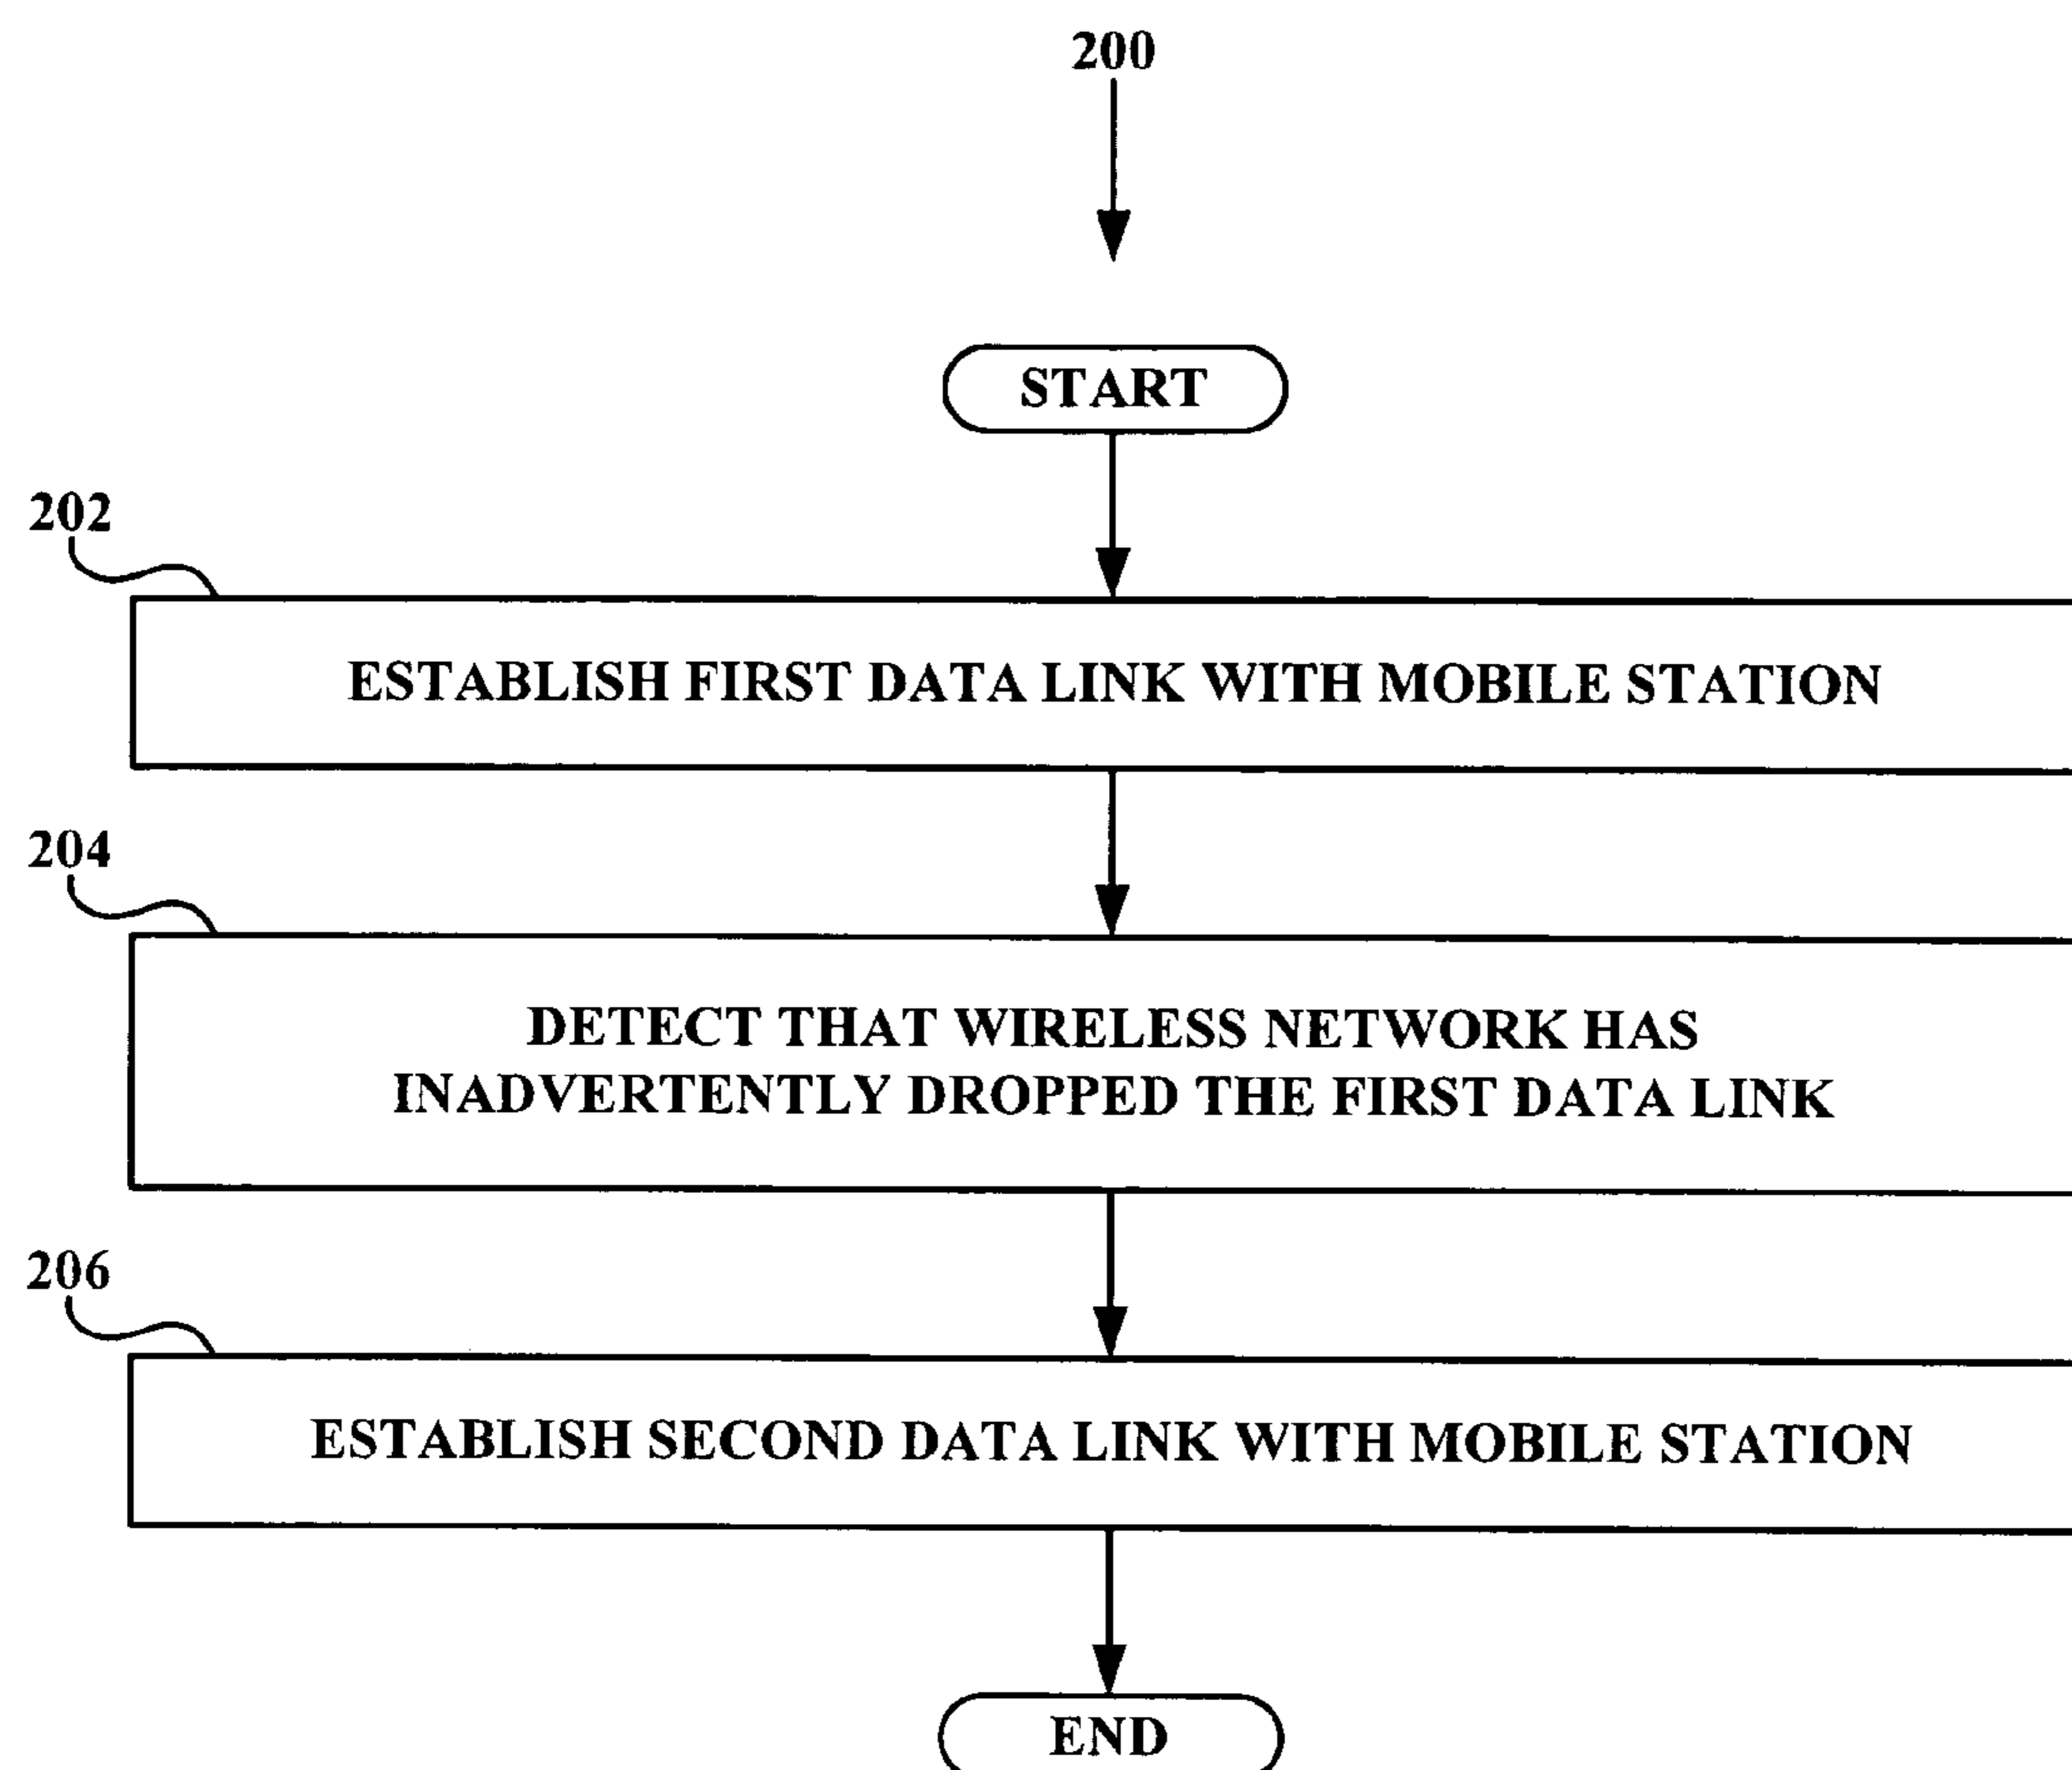 200
START
202
ESTABLISH FIRST DATA LINK WITH MOBILE STATION
204
DETECT THAT WIRELESS NETWORK HAS
INADVERTENTLY DROPPED THE FIRST DATA LINK
206
ESTABLISH SECOND DATA LINK WITH MOBILE STATION
END